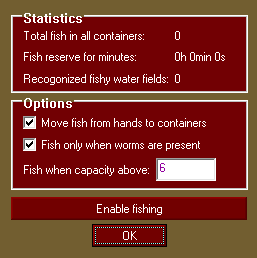 Statistics
Total fish in all containers: 0
Fish reserve for minutes: 0h 0min 0s
Recogonized fishy water fields: 0
Options
Move fish from hands to containers
Fish only when worms are present
Fish when capacity above: 6
Enable fishing
OK